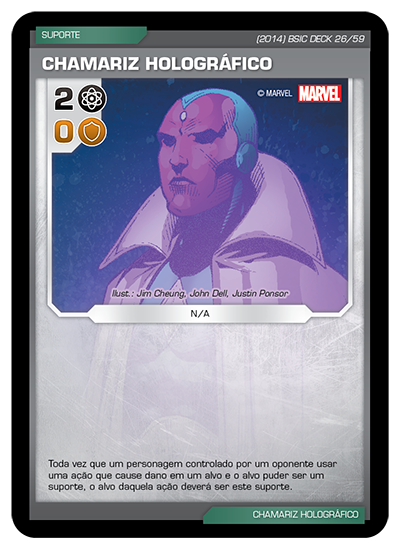 SUPORTE
(2014) BSIC DECK 26/59
CHAMARIZ HOLOGRÁFICO
2
© MARVEL MARVEL
0
Illust.: Jim Cheung, John Dell, Justin Ponsor
N/A
Toda vez que um personagem controlado por um oponente usar
uma ação que cause dano em um alvo e o alvo puder ser um
suporte, o alvo daquela ação deverá ser este suporte.
CHAMARIZ HOLOGRÁFICO